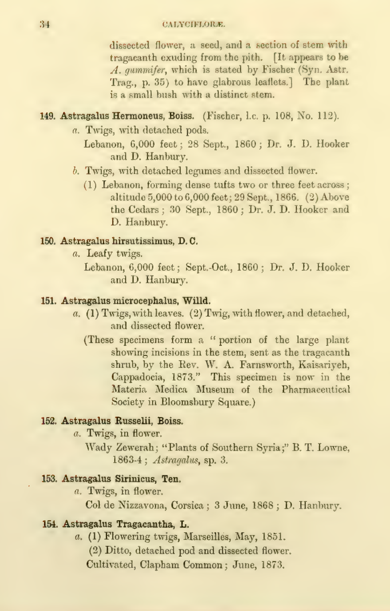 34
CALYCIFLORÆ.
dissected flower, a seed, and a section of stem with
tragacanth exuding from the pith. [It appears to be
A. gummifer, which is stated by Fischer (Syn. Astr.
Trag., p. 35) to have glabrous leaflets.] The plant
is a small bush with a distinct stem.
149. Astragalus Hermoneus, Boiss. (Fischer, l.c. p. 108, No. 112).
a. Twigs, with detached pods.
Lebanon, 6,000 feet; 28 Sept., 1860; Dr. J. D. Hooker
and D. Hanbury.
b. Twigs, with detached legumes and dissected flower.
(1) Lebanon, forming dense tufts two or three feet across;
altitude 5,000 to 6,000 feet; 29 Sept., 1866. (2) Above
the Cedars; 30 Sept., 1860; Dr. J. D. Hooker and
D. Hanbury.
150. Astragalus hirsutissimus, D. C.
a. Leafy twigs.
Lebanon, 6,000 feet; Sept.-Oct., 1860; Dr. J. D. Hooker
and D. Hanbury.
151. Astragalus microcephalus, Willd.
a. (1) Twigs, with leaves. (2) Twig, with flower, and detached,
and dissected flower.
(These specimens form a "portion of the large plant
showing incisions in the stem, sent as the tragacanth
shrub, by the Rev. W. A. Farnsworth, Kaisariyeh,
Cappadocia, 1873." This specimen is now in the
Materia Medica Museum of the Pharmaceutical
Society in Bloomsbury Square.)
152. Astragalus Russelii, Boiss.
a. Twigs, in flower.
Wady Zewerah; "Plants of Southern Syria;" B. T. Lowne,
1863-4; Astragalus, sp. 3.
153. Astragalus Sirinicus, Ten.
a. Twigs, in flower.
Col de Nizzavona, Corsica; 3 June, 1868; D. Hanbury.
154. Astragalus Tragacantha, L.
a. (1) Flowering twigs, Marseilles, May, 1851.
(2) Ditto, detached pod and dissected flower.
Cultivated, Clapham Common; June, 1873.